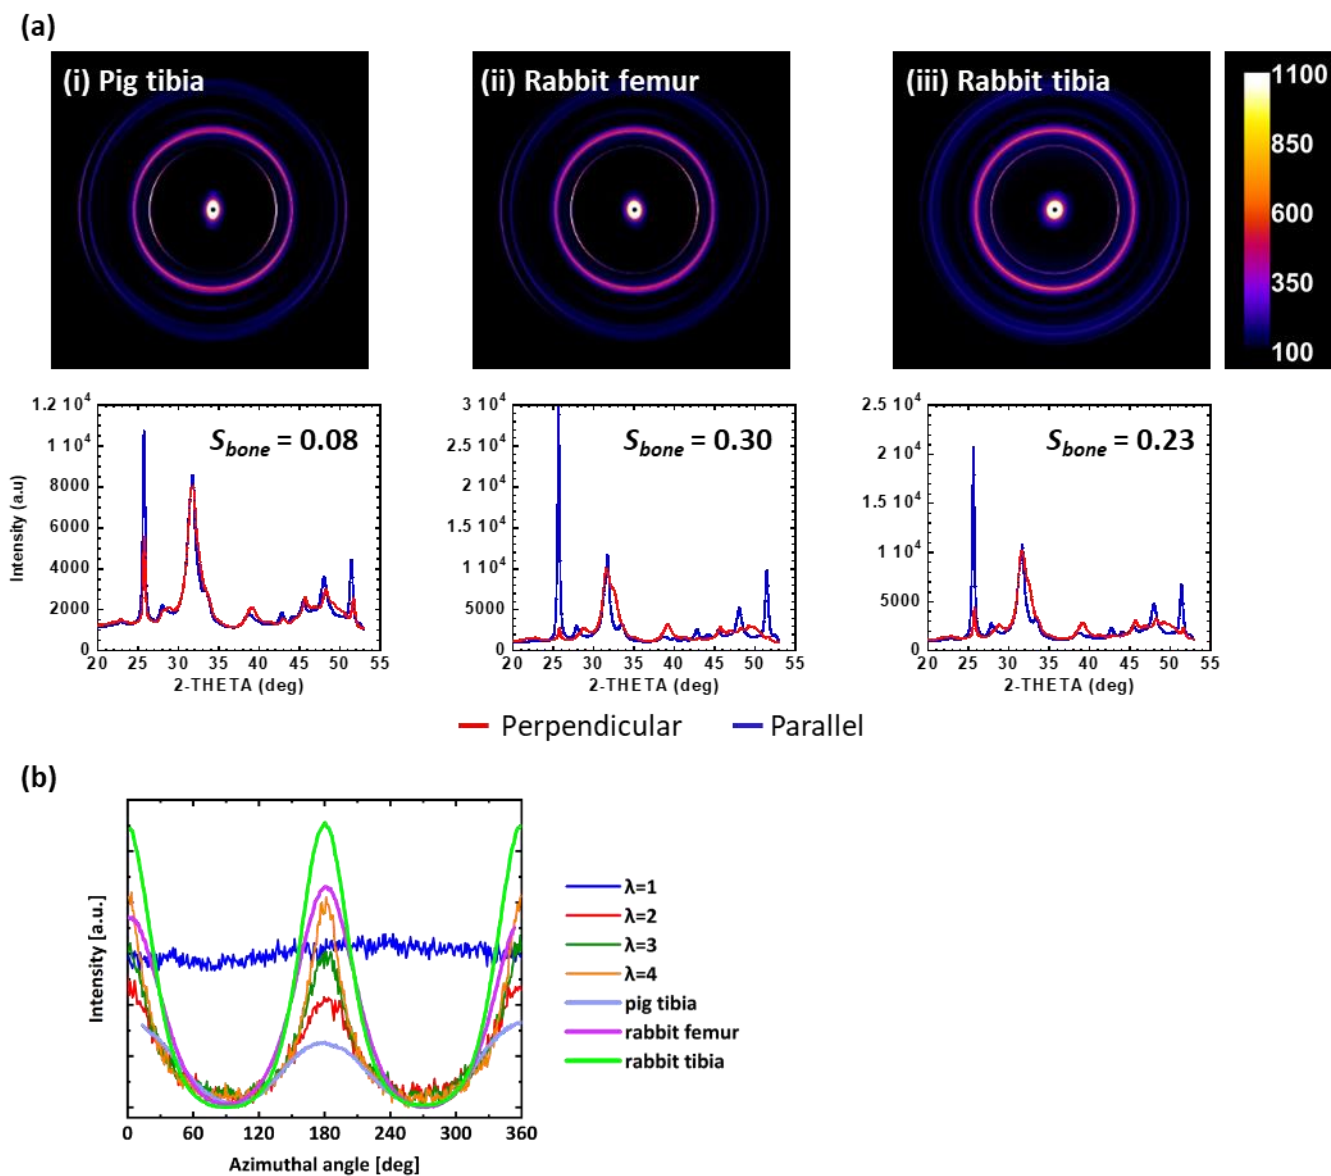 (a)
(i) Pig tibia
(ii) Rabbit femur
(iii) Rabbit tibia
1100
850
600
350
100
1.2 10⁴
1 10⁴
8000
6000
4000
2000
0
Intensity (a.u)
S_bone = 0.08
20 25 30 35 40 45 50 55
2-THETA (deg)
3 10⁴
2.5 10⁴
2 10⁴
1.5 10⁴
1 10⁴
5000
0
S_bone = 0.30
20 25 30 35 40 45 50 55
2-THETA (deg)
2.5 10⁴
2 10⁴
1.5 10⁴
1 10⁴
5000
0
S_bone = 0.23
20 25 30 35 40 45 50 55
2-THETA (deg)
Perpendicular
Parallel
(b)
Intensity [a.u.]
0 60 120 180 240 300 360
Azimuthal angle [deg]
λ=1
λ=2
λ=3
λ=4
pig tibia
rabbit femur
rabbit tibia